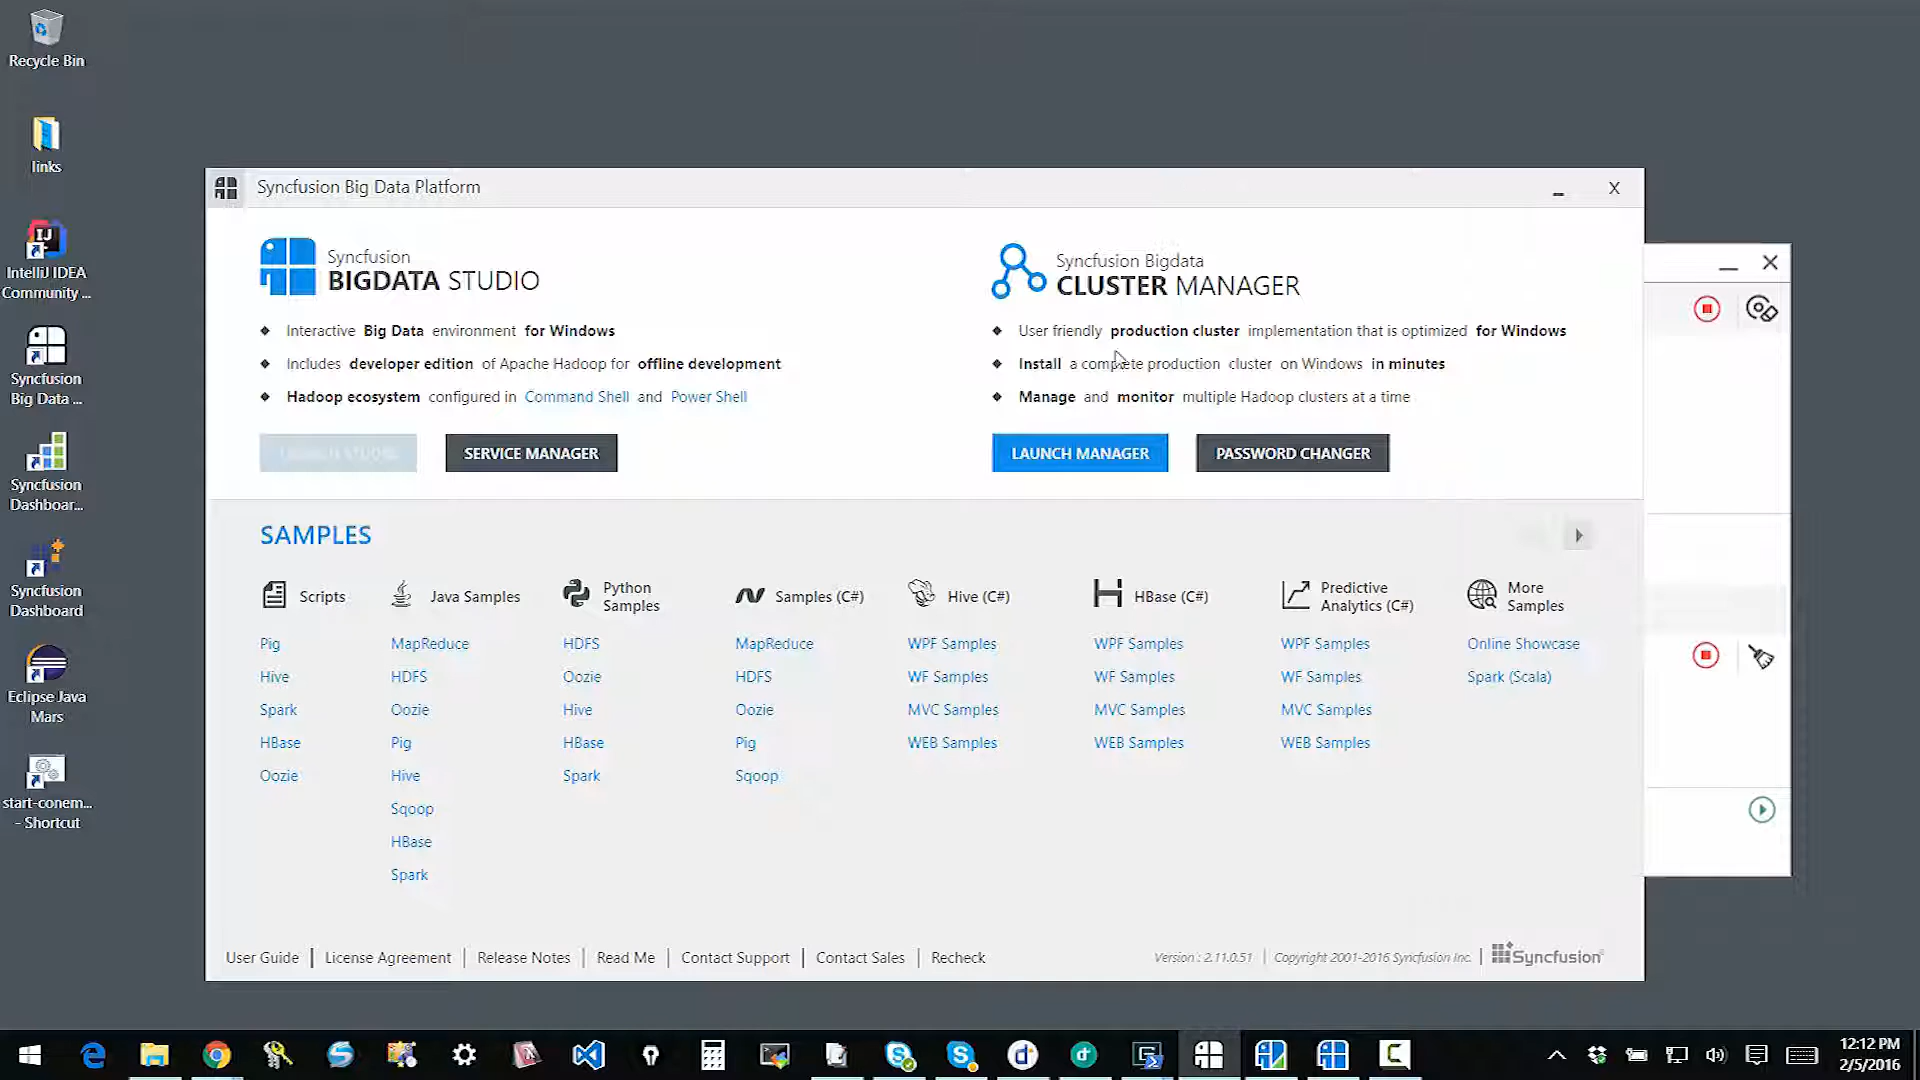 Recycle Bin
links
IntelliJ IDEA
Community ...
Syncfusion
Big Data ...
Syncfusion
Dashboar...
Syncfusion
Dashboard
Eclipse Java
Mars
start-conem...
- Shortcut
Syncfusion Big Data Platform
X
Syncfusion
BIGDATA STUDIO
Interactive Big Data environment for Windows
Includes developer edition of Apache Hadoop for offline development
Hadoop ecosystem configured in Command Shell and Power Shell
SERVICE MANAGER
Syncfusion Bigdata
CLUSTER MANAGER
User friendly production cluster implementation that is optimized for Windows
Install a complete production cluster on Windows in minutes
Manage and monitor multiple Hadoop clusters at a time
LAUNCH MANAGER
PASSWORD CHANGER
SAMPLES
Scripts
Pig
Hive
Spark
HBase
Oozie
Java Samples
MapReduce
HDFS
Oozie
Pig
Hive
Sqoop
HBase
Spark
Python
Samples
HDFS
Oozie
Hive
HBase
Spark
Samples (C#)
MapReduce
HDFS
Oozie
Pig
Sqoop
Hive (C#)
WPF Samples
WF Samples
MVC Samples
WEB Samples
HBase (C#)
WPF Samples
WF Samples
MVC Samples
WEB Samples
Predictive
Analytics (C#)
WPF Samples
WF Samples
MVC Samples
WEB Samples
More
Samples
Online Showcase
Spark (Scala)
User Guide | License Agreement | Release Notes | Read Me | Contact Support | Contact Sales | Recheck
Version : 2.11.0.51 | Copyright 2001-2016 Syncfusion Inc. | Syncfusion
12:12 PM
2/5/2016